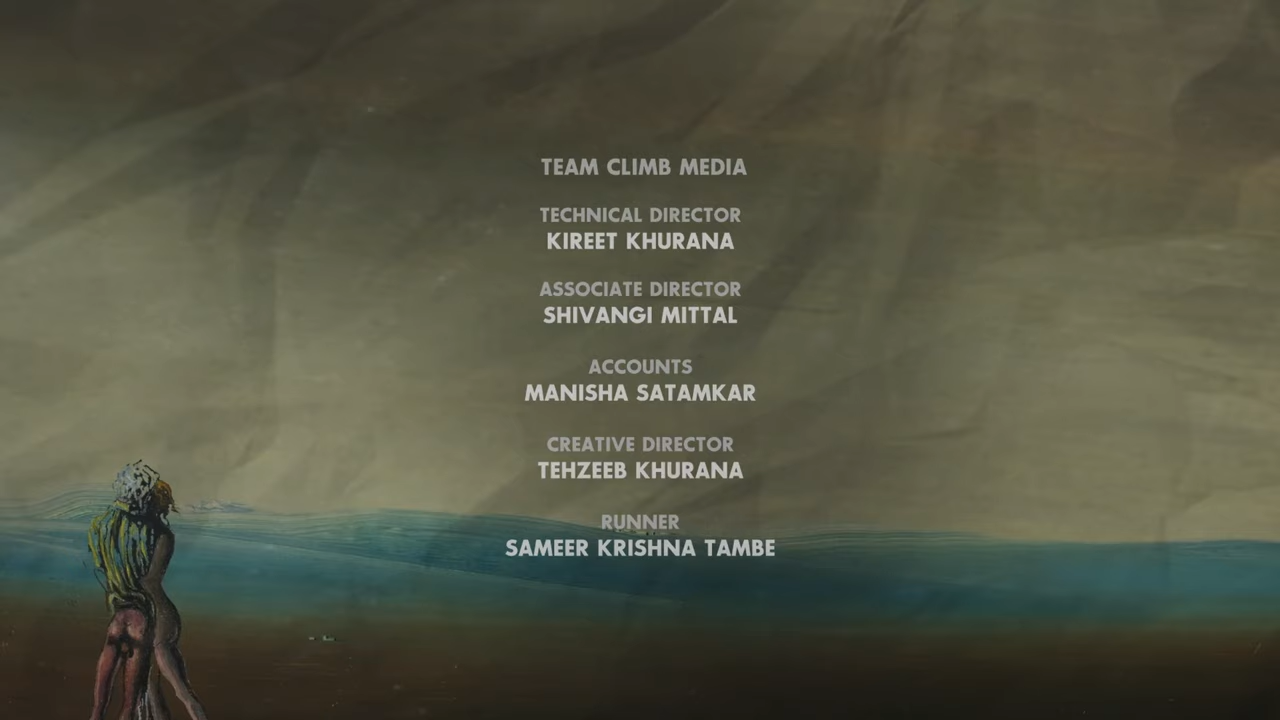 TEAM CLIMB MEDIA
TECHNICAL DIRECTOR
KIREET KHURANA
ASSOCIATE DIRECTOR
SHIVANGI MITTAL
ACCOUNTS
MANISHA SATAMKAR
CREATIVE DIRECTOR
TEHZEEB KHURANA
RUNNER
SAMEER KRISHNA TAMBE